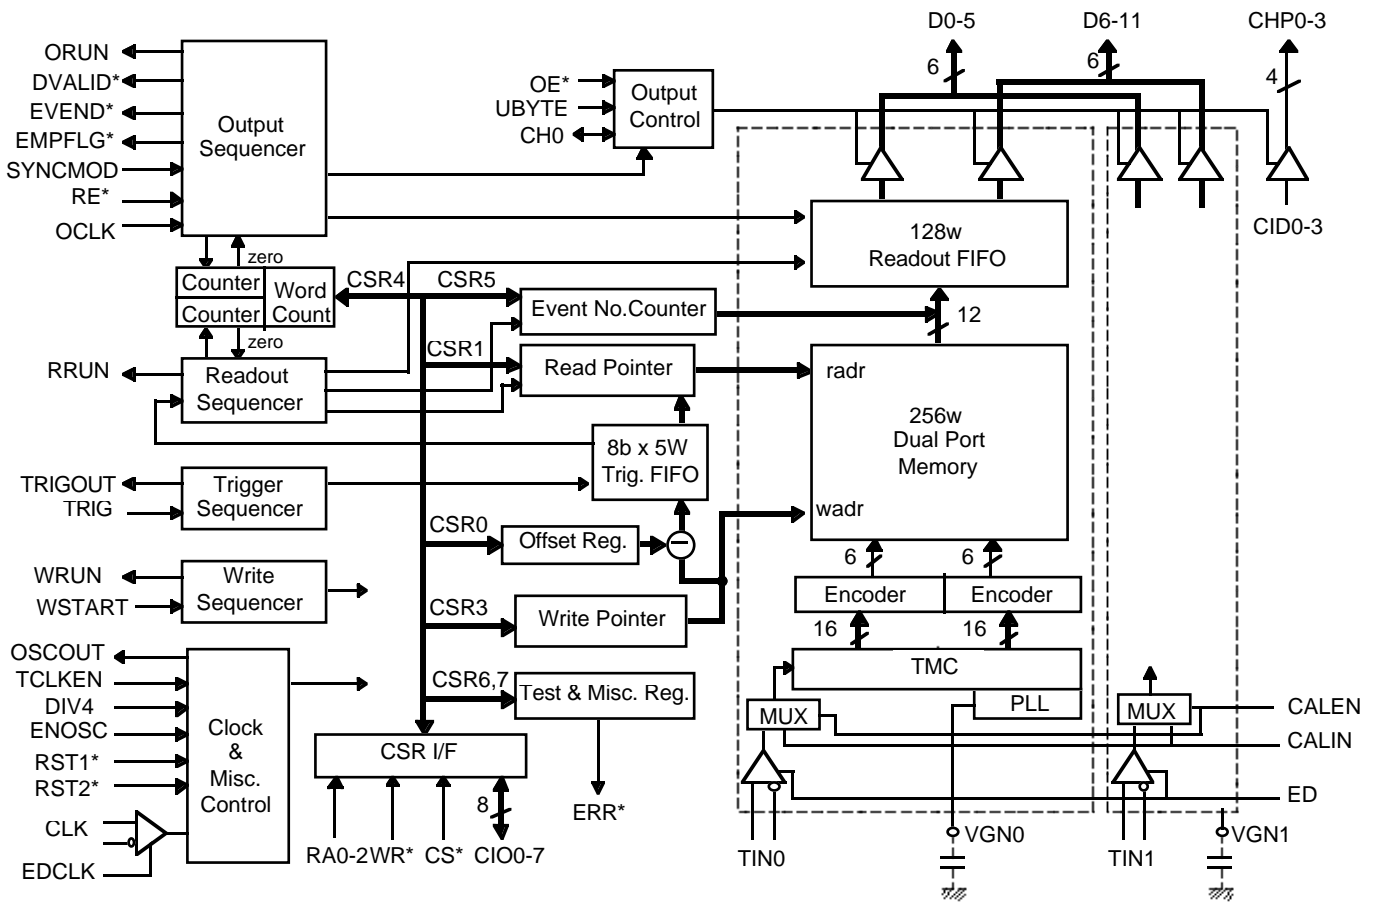 D0-5
D6-11
CHP0-3
6
6
4
ORUN
DVALID*
EVEND*
EMPFLG*
SYNCMOD
RE*
OCLK
Output
Sequencer
OE*
UBYTE
CH0
Output
Control
CID0-3
128w
Readout FIFO
zero
Counter
Counter
Word
Count
zero
CSR4
CSR5
Event No.Counter
12
RRUN
Readout
Sequencer
CSR1
Read Pointer
radr
256w
Dual Port
Memory
wadr
8b x 5W
Trig. FIFO
TRIGOUT
TRIG
Trigger
Sequencer
CSR0
Offset Reg.
WRUN
WSTART
Write
Sequencer
CSR3
Write Pointer
6
6
Encoder
Encoder
16
16
TMC
PLL
OSCOUT
TCLKEN
DIV4
ENOSC
RST1*
RST2*
CLK
EDCLK
Clock
&
Misc.
Control
CSR6,7
Test & Misc. Reg.
CSR I/F
ERR*
8
RA0-2
WR*
CS*
CIO0-7
MUX
MUX
CALEN
CALIN
ED
TIN0
VGN0
TIN1
VGN1